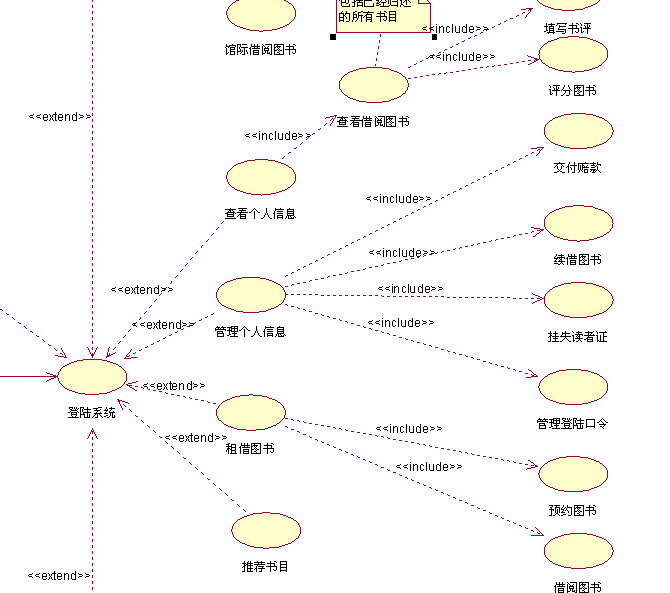 包括已经归还
的所有书目
<<include>>
填写书评
馆际借阅图书
<<include>>
评分图书
<<extend>>
查看借阅图书
<<include>>
交付赔款
<<include>>
查看个人信息
<<include>>
续借图书
<<extend>>
<<include>>
<<extend>>
管理个人信息
<<include>>
挂失读者证
<<extend>>
登陆系统
管理登陆口令
<<include>>
<<extend>>
租借图书
<<include>>
预约图书
推荐书目
<<extend>>
借阅图书